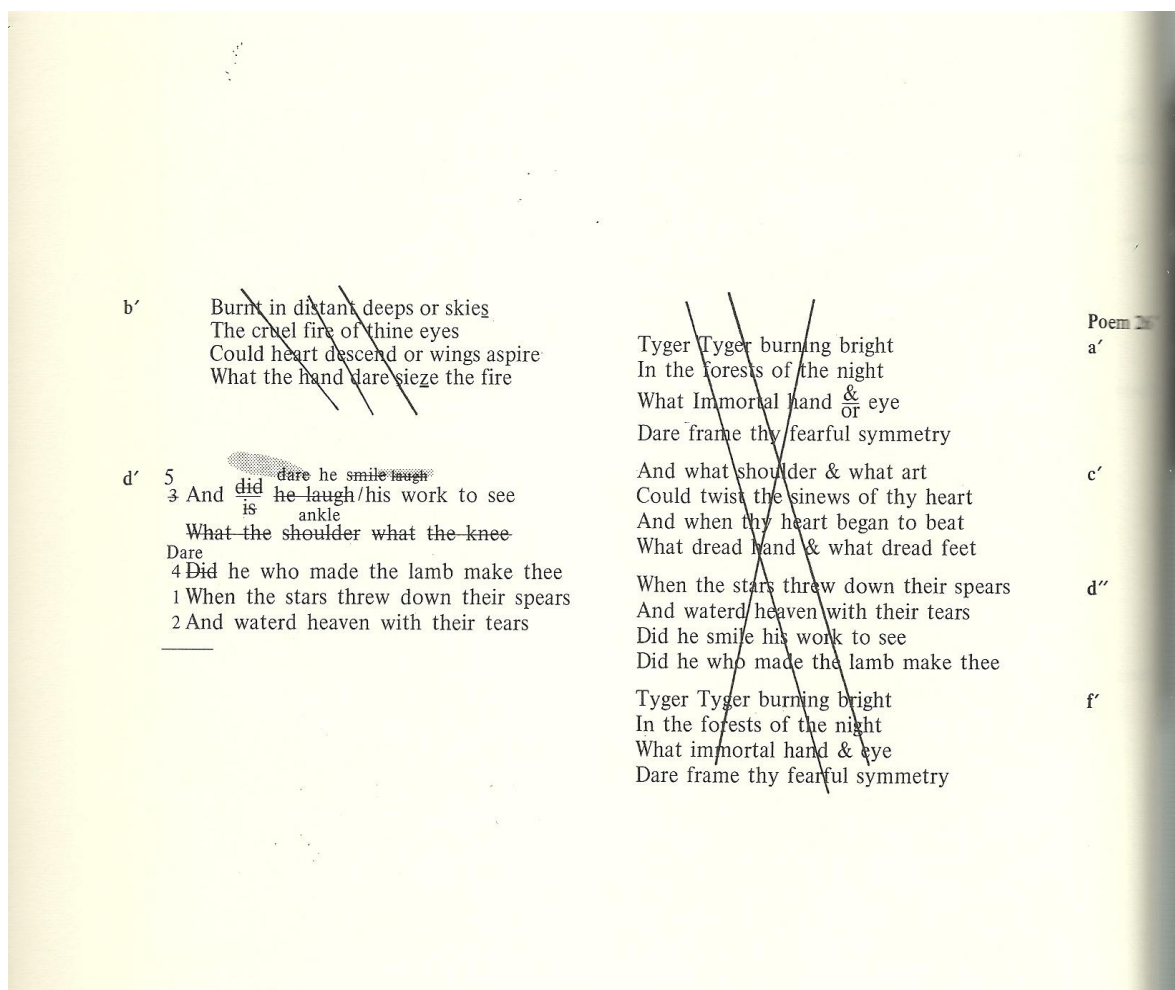 b′ Burnt in distant deeps or skies
The cruel fire of thine eyes
Could heart descend or wings aspire
What the hand dare sieze the fire
d′ 5 dare he smile laugh
3 And did he laugh/his work to see
is ankle
What the shoulder what the knee
Dare
4 Did he who made the lamb make thee
1 When the stars threw down their spears
2 And waterd heaven with their tears
Poem 26
Tyger Tyger burning bright a′
In the forests of the night
What Immortal hand & eye
or
Dare frame thy fearful symmetry
And what shoulder & what art c′
Could twist the sinews of thy heart
And when thy heart began to beat
What dread hand & what dread feet
When the stars threw down their spears d″
And waterd heaven with their tears
Did he smile his work to see
Did he who made the lamb make thee
Tyger Tyger burning bright f′
In the forests of the night
What immortal hand & eye
Dare frame thy fearful symmetry